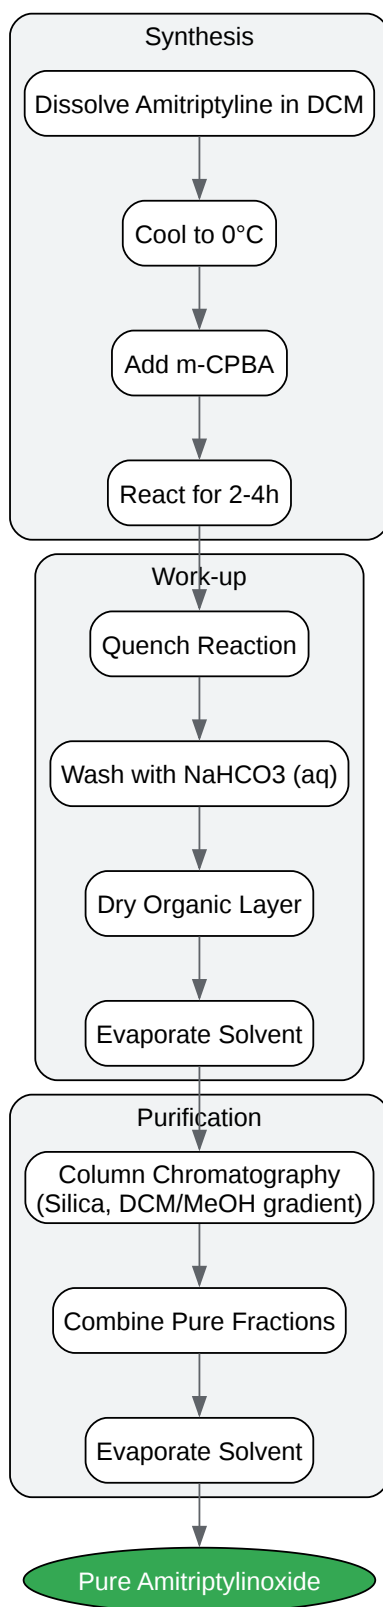 Synthesis
Dissolve Amitriptyline in DCM
Cool to 0°C
Add m-CPBA
React for 2-4h
Work-up
Quench Reaction
Wash with NaHCO3 (aq)
Dry Organic Layer
Evaporate Solvent
Purification
Column Chromatography
(Silica, DCM/MeOH gradient)
Combine Pure Fractions
Evaporate Solvent
Pure Amitriptylinoxide